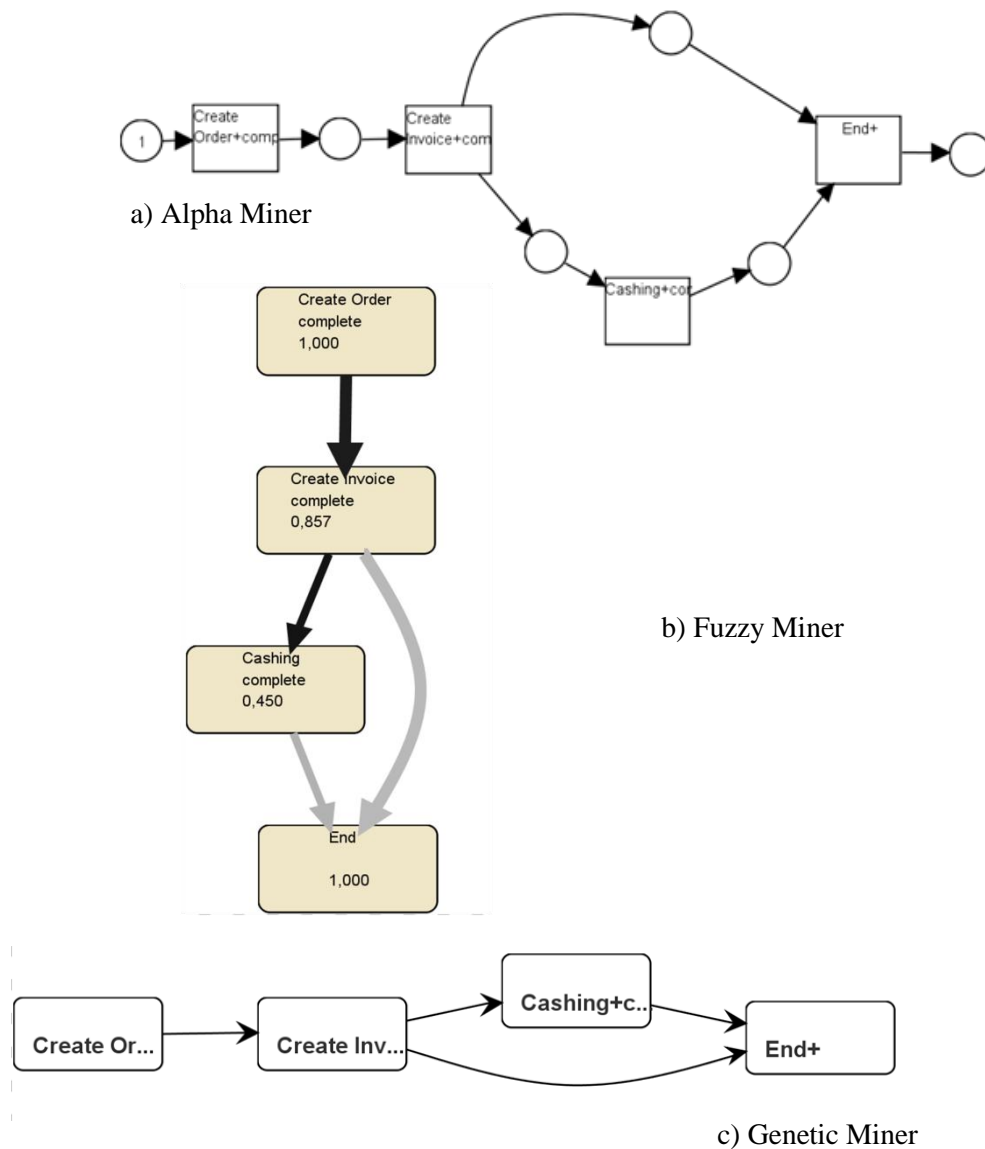 1
Create
Order+comp
Create
Invoice+com
End+
Cashing+cor
a) Alpha Miner
Create Order
complete
1,000
Create Invoice
complete
0,857
Cashing
complete
0,450
End
1,000
b) Fuzzy Miner
Create Or...
Create Inv...
Cashing+c...
End+
c) Genetic Miner